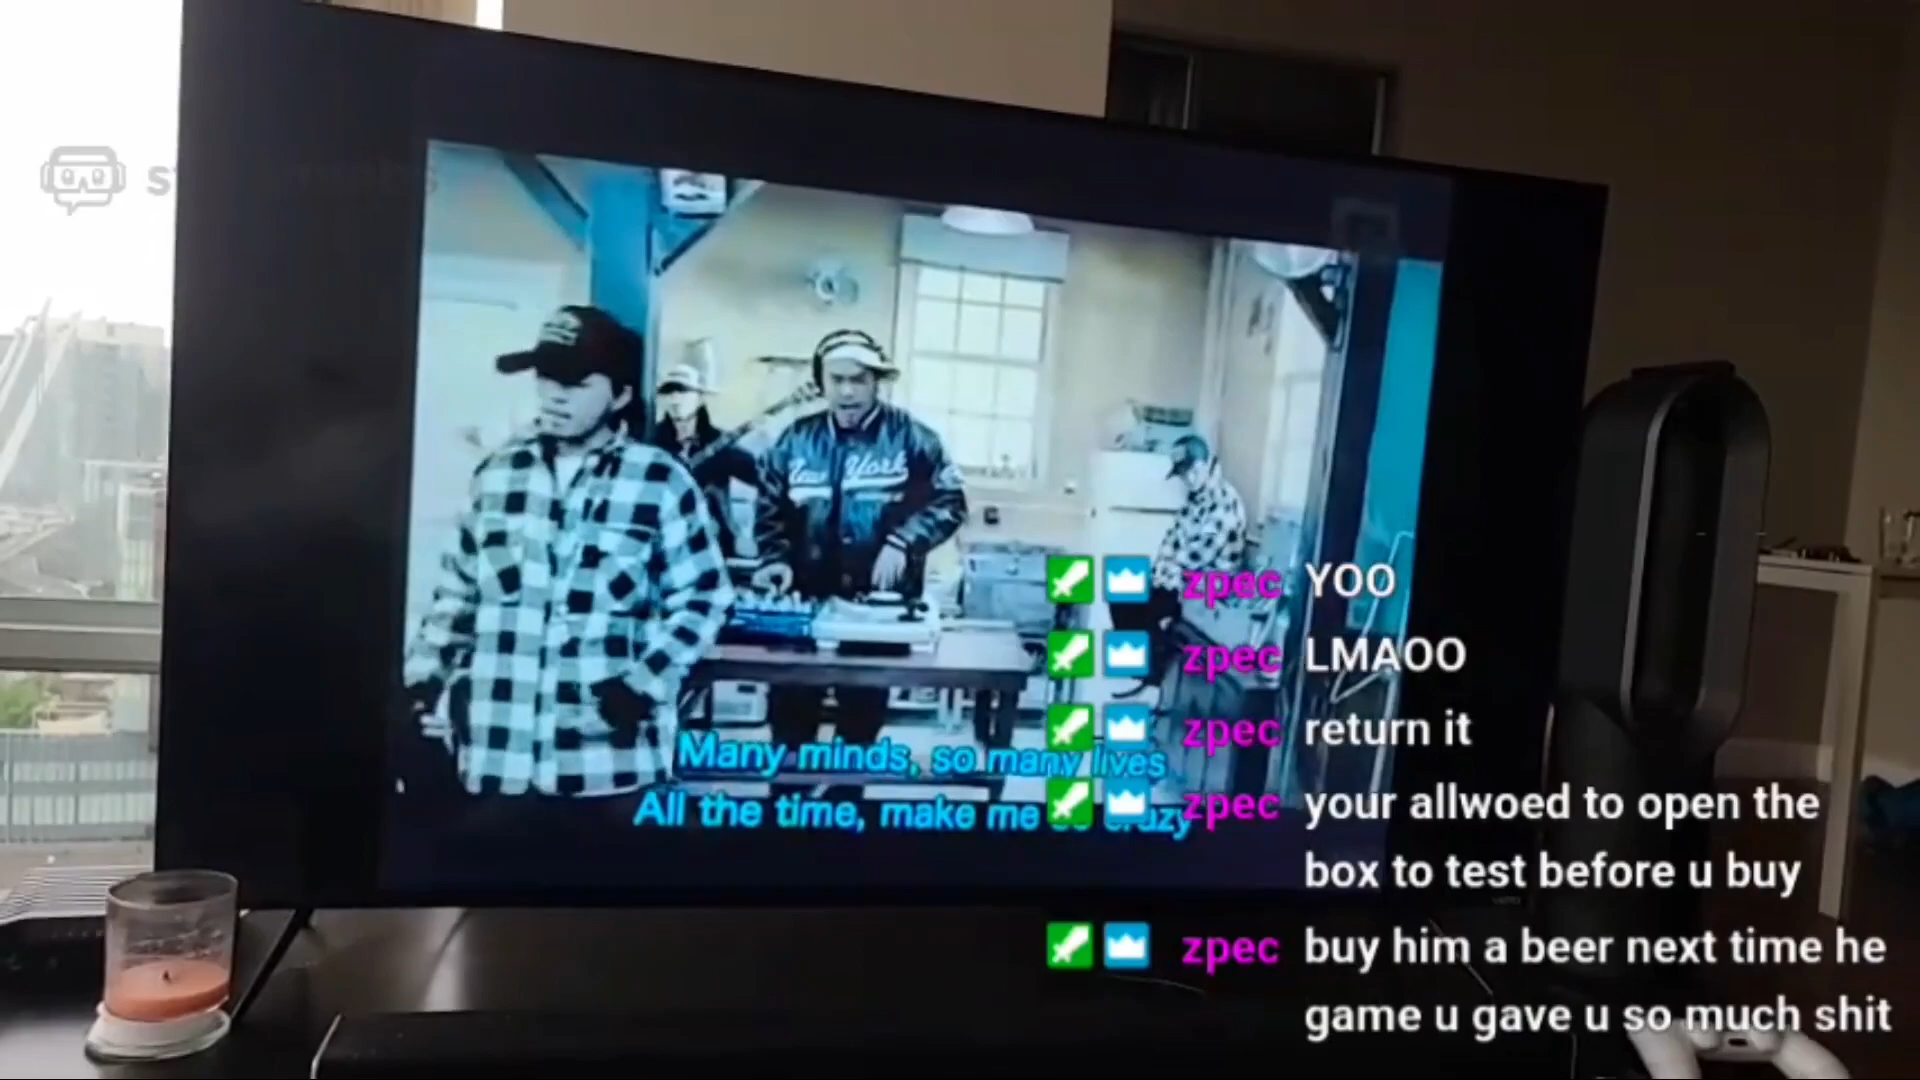 New York
zpec YOO
zpec LMAOO
zpec return it
Many minds, so many lives
All the time, make me
zpec your allwoed to open the
box to test before u buy
zpec buy him a beer next time he
game u gave u so much shit